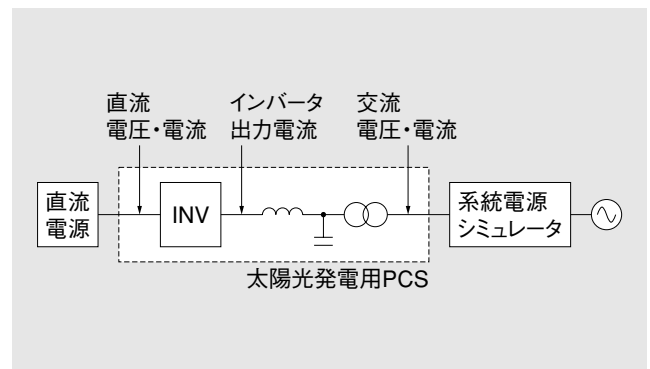 直流
電圧・電流
インバータ
出力電流
交流
電圧・電流
直流
電源
INV
系統電源
シミュレータ
太陽光発電用PCS